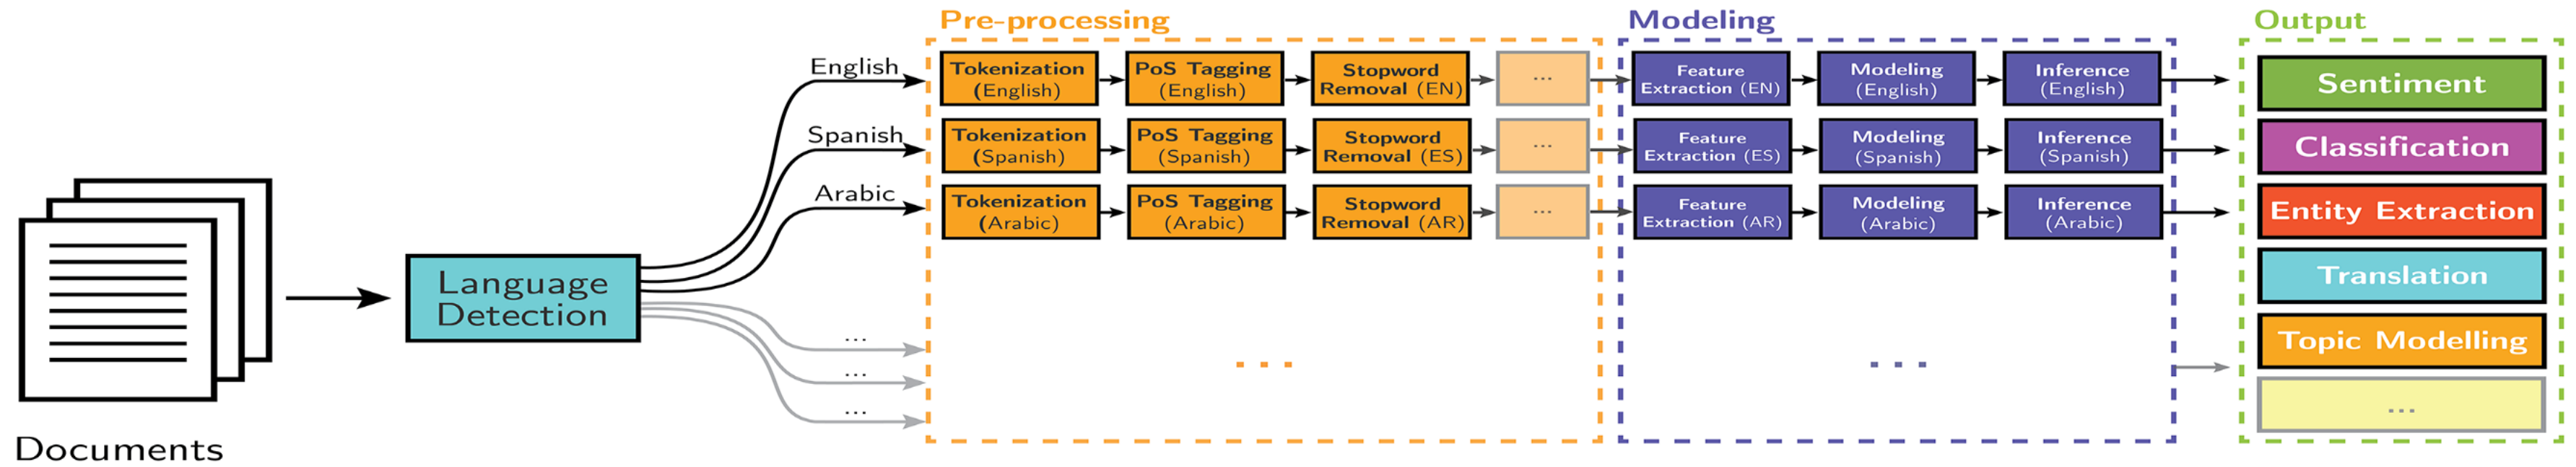 Pre-processing
Modeling
Output
English
Tokenization
(English)
PoS Tagging
(English)
Stopword
Removal (EN)
...
Feature
Extraction (EN)
Modeling
(English)
Inference
(English)
Sentiment
Spanish
Tokenization
(Spanish)
PoS Tagging
(Spanish)
Stopword
Removal (ES)
...
Feature
Extraction (ES)
Modeling
(Spanish)
Inference
(Spanish)
Classification
Arabic
Tokenization
(Arabic)
PoS Tagging
(Arabic)
Stopword
Removal (AR)
...
Feature
Extraction (AR)
Modeling
(Arabic)
Inference
(Arabic)
Entity Extraction
Language
Detection
Translation
Topic Modelling
...
...
...
...
...
...
Documents